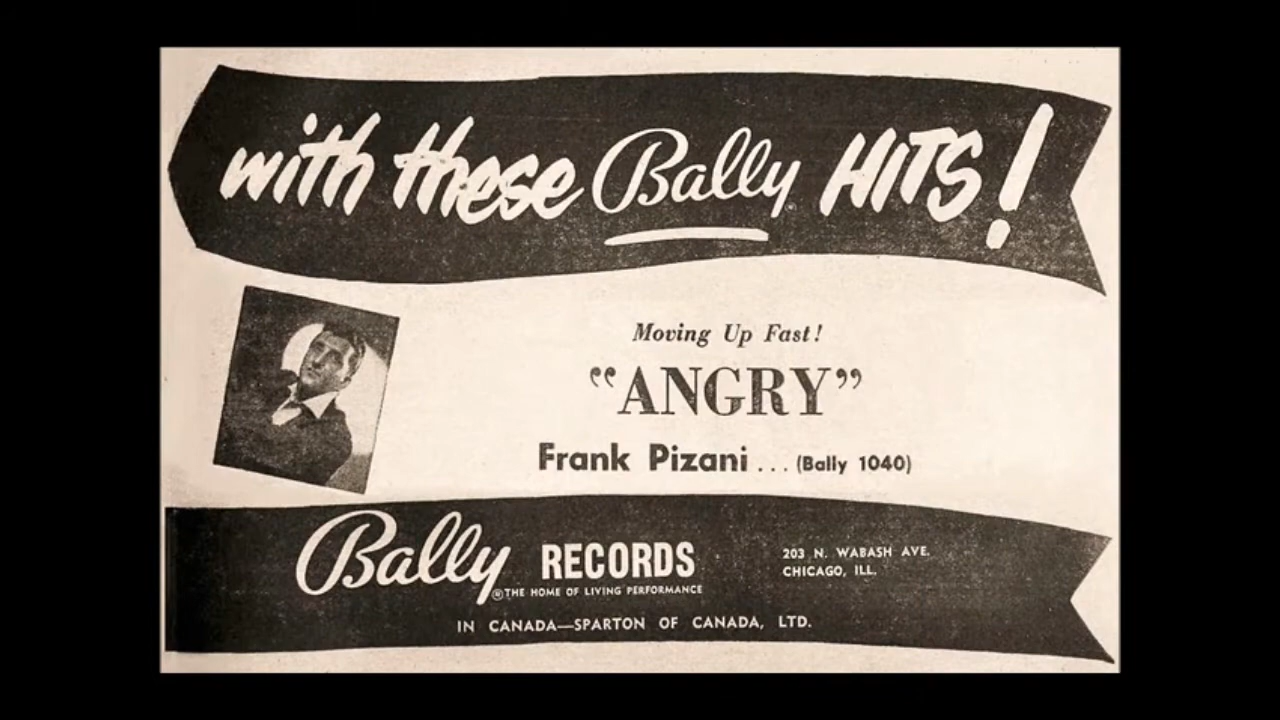 with these Bally HITS!
Moving Up Fast!
“ANGRY”
Frank Pizani . . . (Bally 1040)
Bally RECORDS
® THE HOME OF LIVING PERFORMANCE
203 N. WABASH AVE.
CHICAGO, ILL.
IN CANADA—SPARTON OF CANADA, LTD.